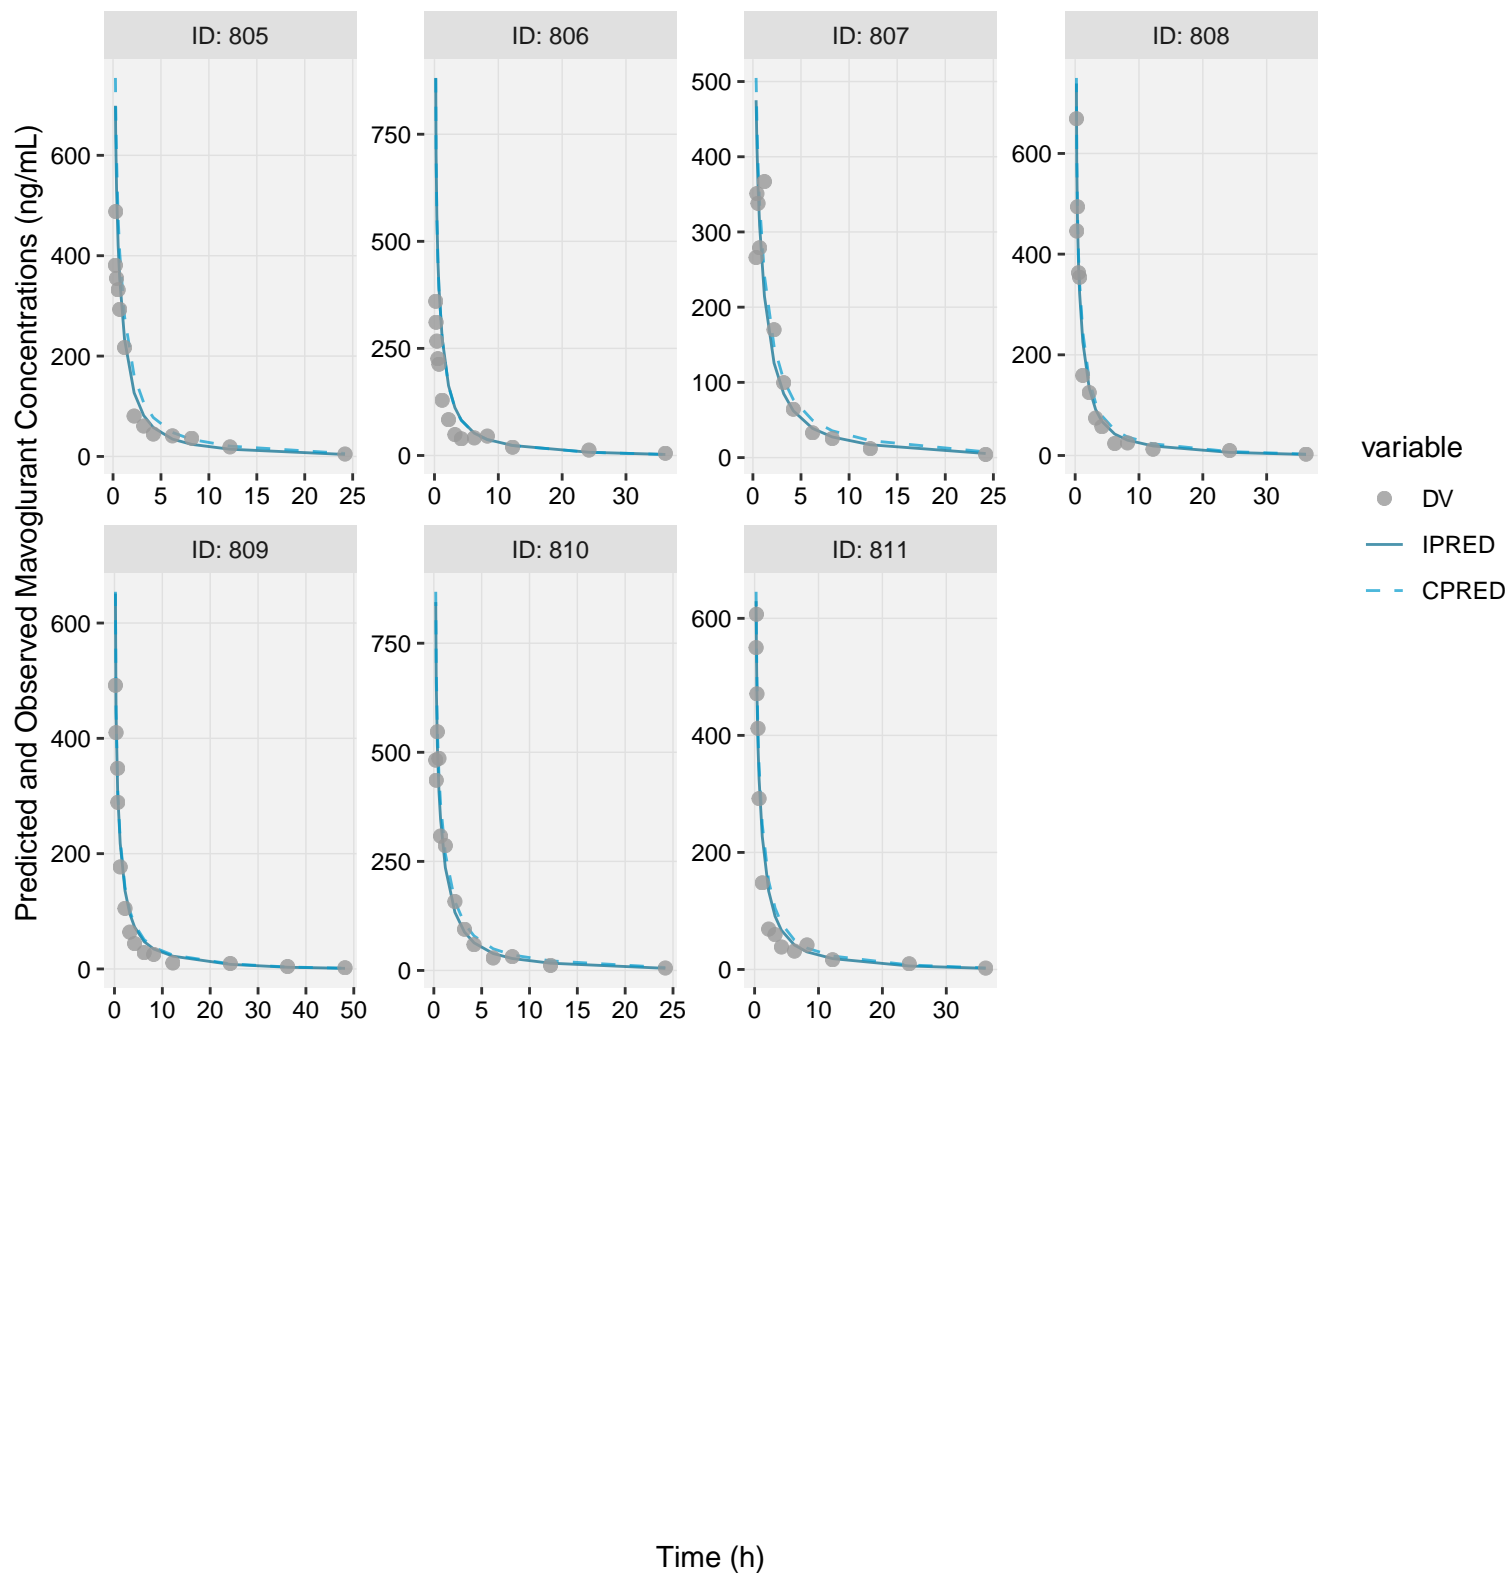 ID: 805 ID: 806 ID: 807 ID: 808
600
400
200
0
0 5 10 15 20 25
750
500
250
0
0 10 20 30
500
400
300
200
100
0
0 5 10 15 20 25
600
400
200
0
0 10 20 30
ID: 809 ID: 810 ID: 811
600
400
200
0
0 10 20 30 40 50
750
500
250
0
0 5 10 15 20 25
600
400
200
0
0 10 20 30
Predicted and Observed Mavoglurant Concentrations (ng/mL)
Time (h)
variable
DV
IPRED
CPRED